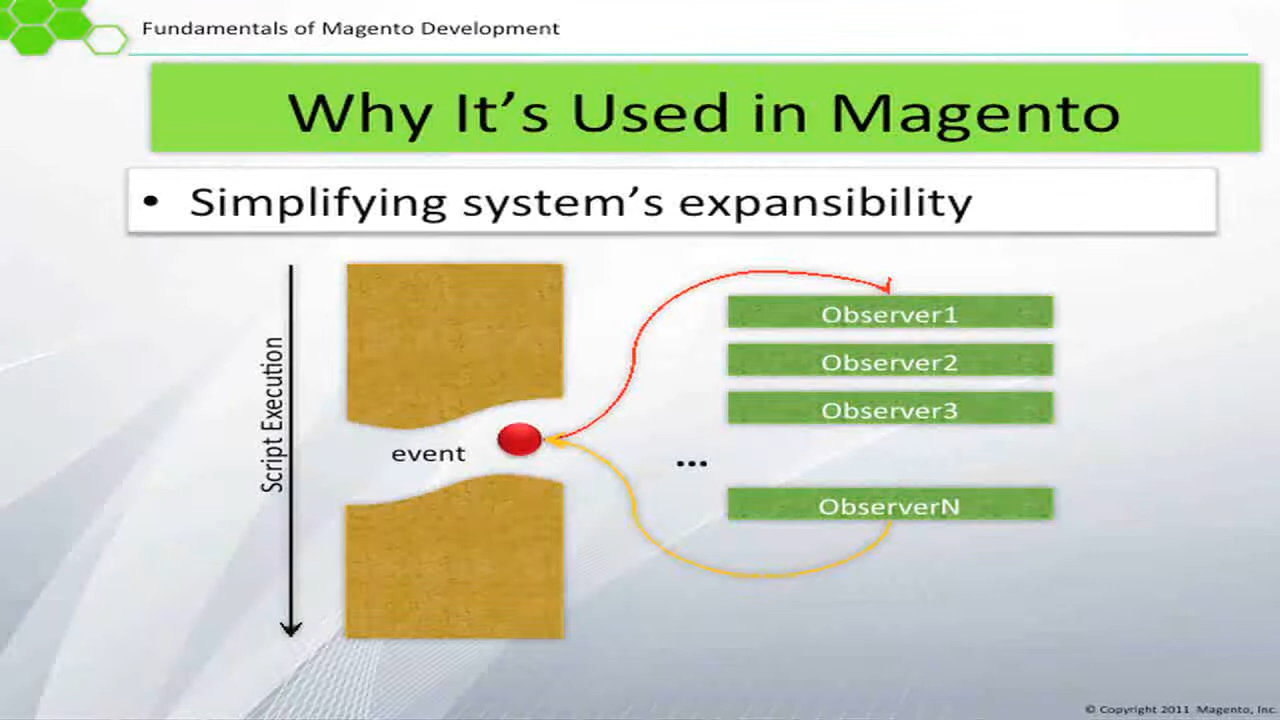 Fundamentals of Magento Development
Why It’s Used in Magento
• Simplifying system’s expansibility
Script Execution
event
Observer1
Observer2
Observer3
...
ObserverN
© Copyright 2011 Magento, Inc.